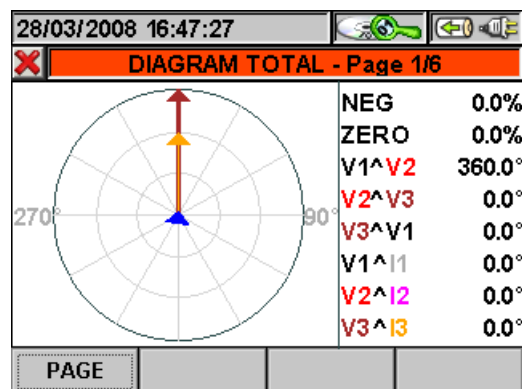 28/03/2008 16:47:27
DIAGRAM TOTAL - Page 1/6
NEG 0.0%
ZERO 0.0%
V1^V2 360.0°
V2^V3 0.0°
V3^V1 0.0°
V1^I1 0.0°
V2^I2 0.0°
V3^I3 0.0°
270° 90°
PAGE